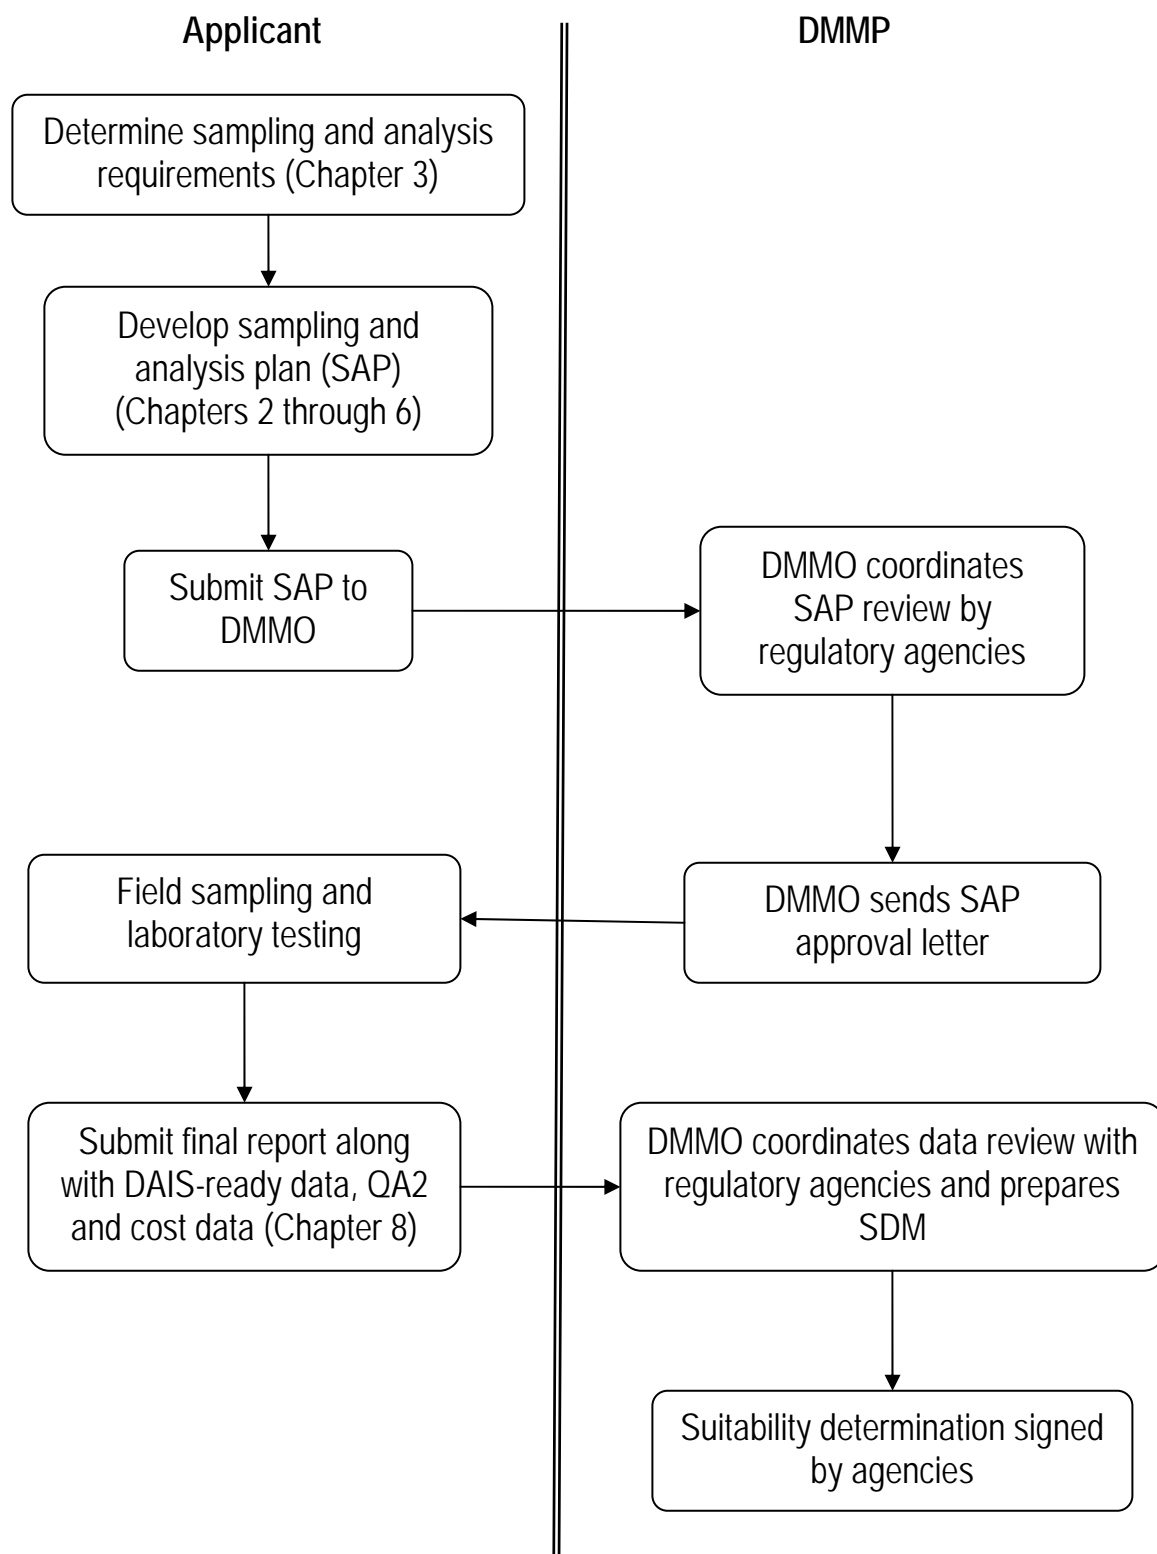 Applicant
DMMP
Determine sampling and analysis
requirements (Chapter 3)
Develop sampling and
analysis plan (SAP)
(Chapters 2 through 6)
Submit SAP to
DMMO
DMMO coordinates
SAP review by
regulatory agencies
DMMO sends SAP
approval letter
Field sampling and
laboratory testing
Submit final report along
with DAIS-ready data, QA2
and cost data (Chapter 8)
DMMO coordinates data review with
regulatory agencies and prepares
SDM
Suitability determination signed
by agencies